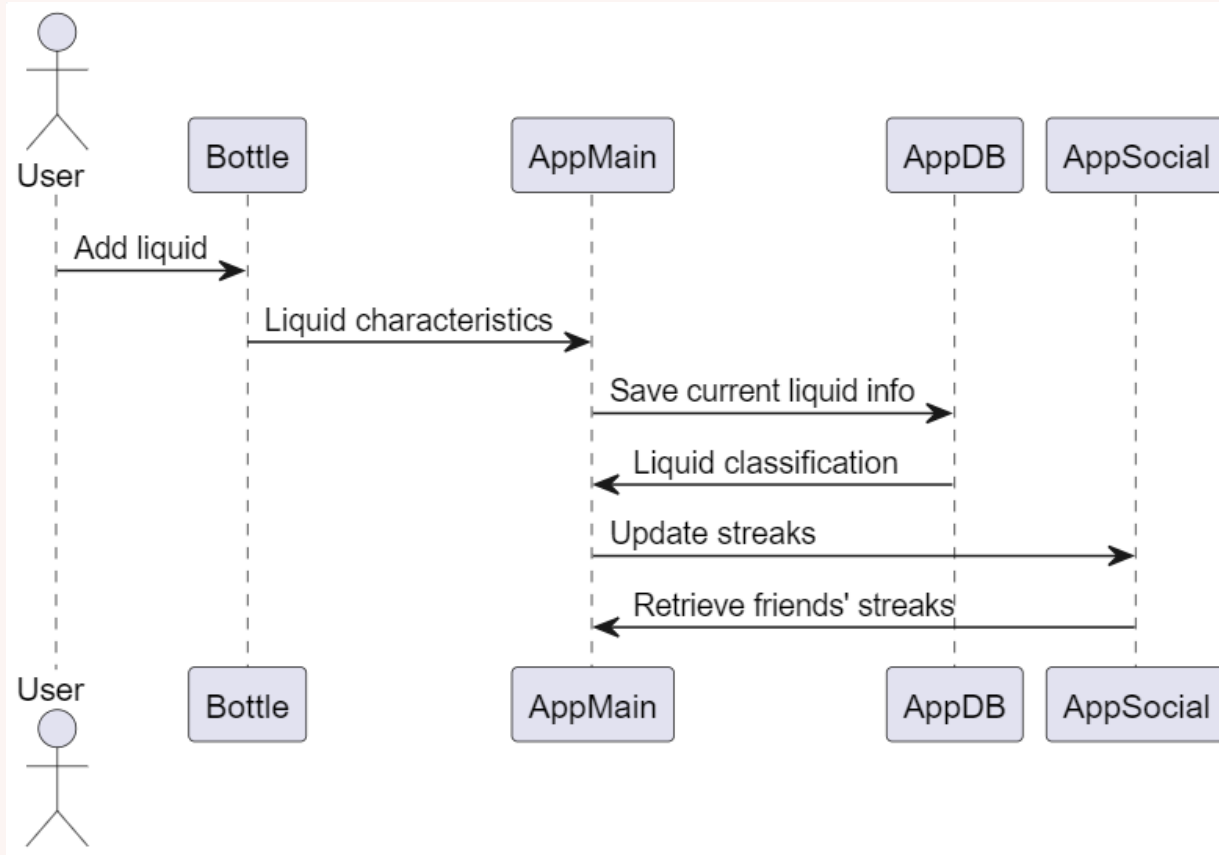 User
Bottle
AppMain
AppDB
AppSocial
Add liquid
Liquid characteristics
Save current liquid info
Liquid classification
Update streaks
Retrieve friends' streaks
User
Bottle
AppMain
AppDB
AppSocial